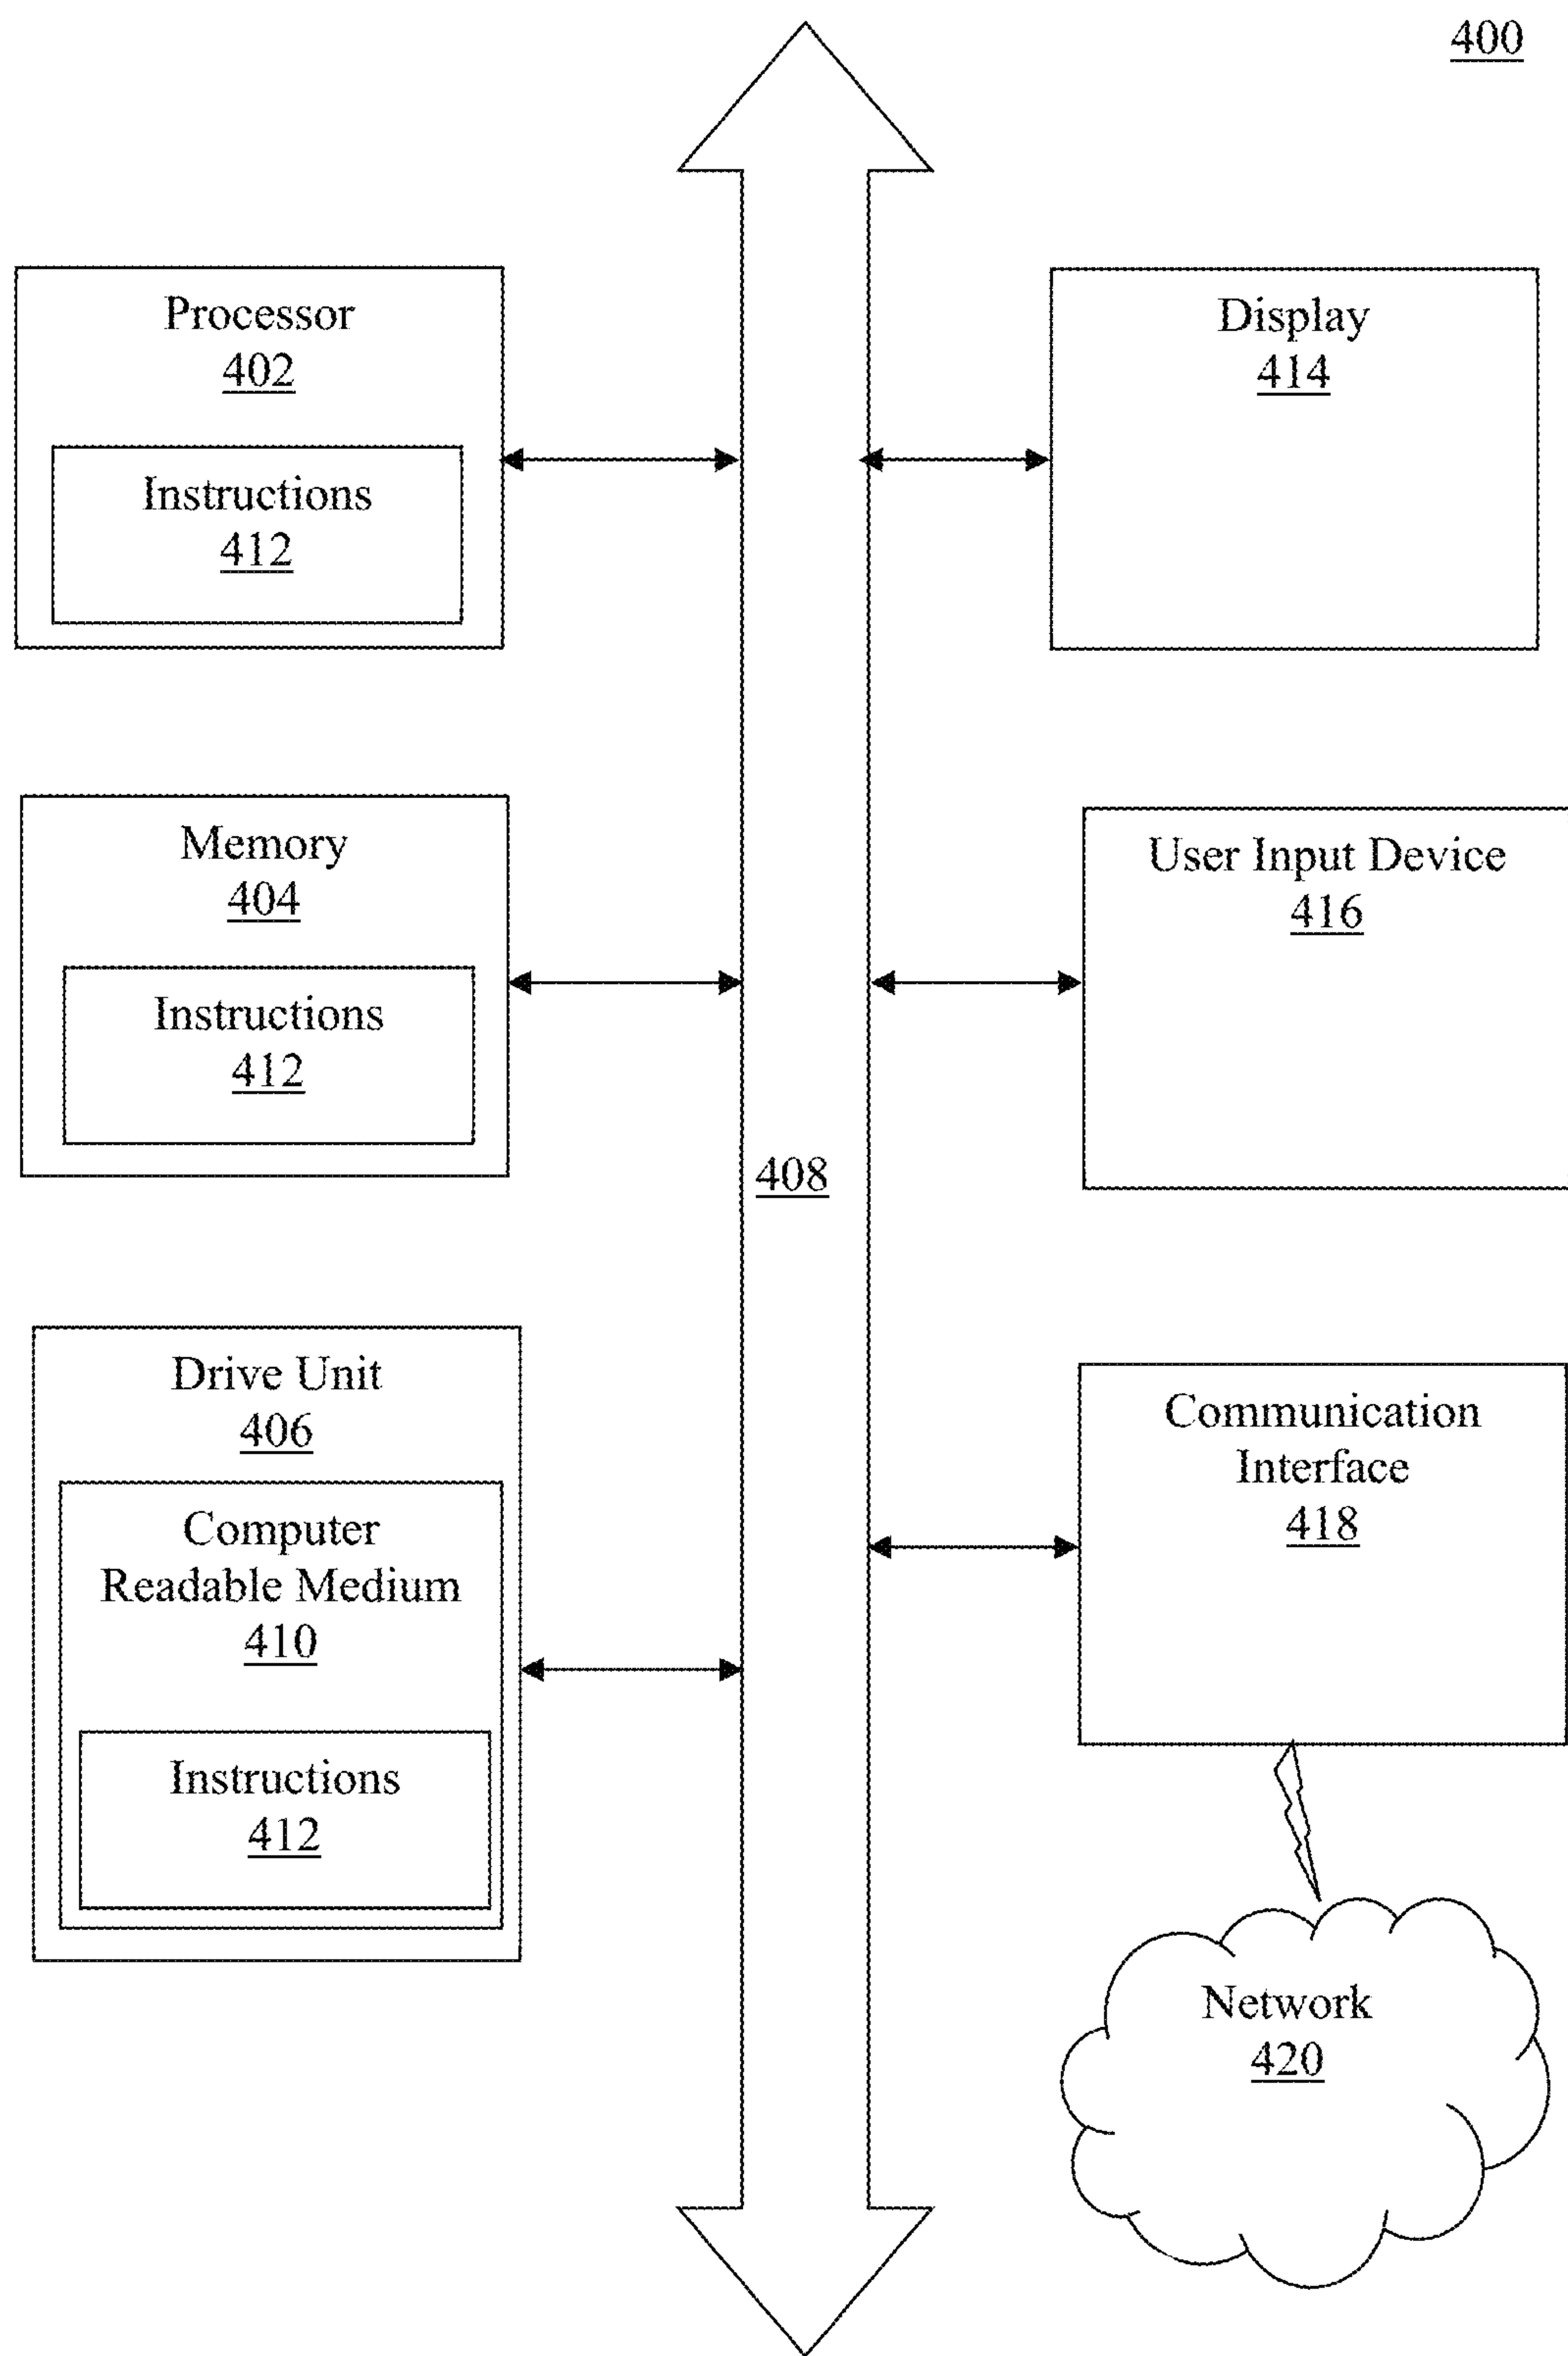 400
Processor
402
Instructions
412
Display
414
Memory
404
Instructions
412
User Input Device
416
408
Drive Unit
406
Computer
Readable Medium
410
Instructions
412
Communication
Interface
418
Network
420